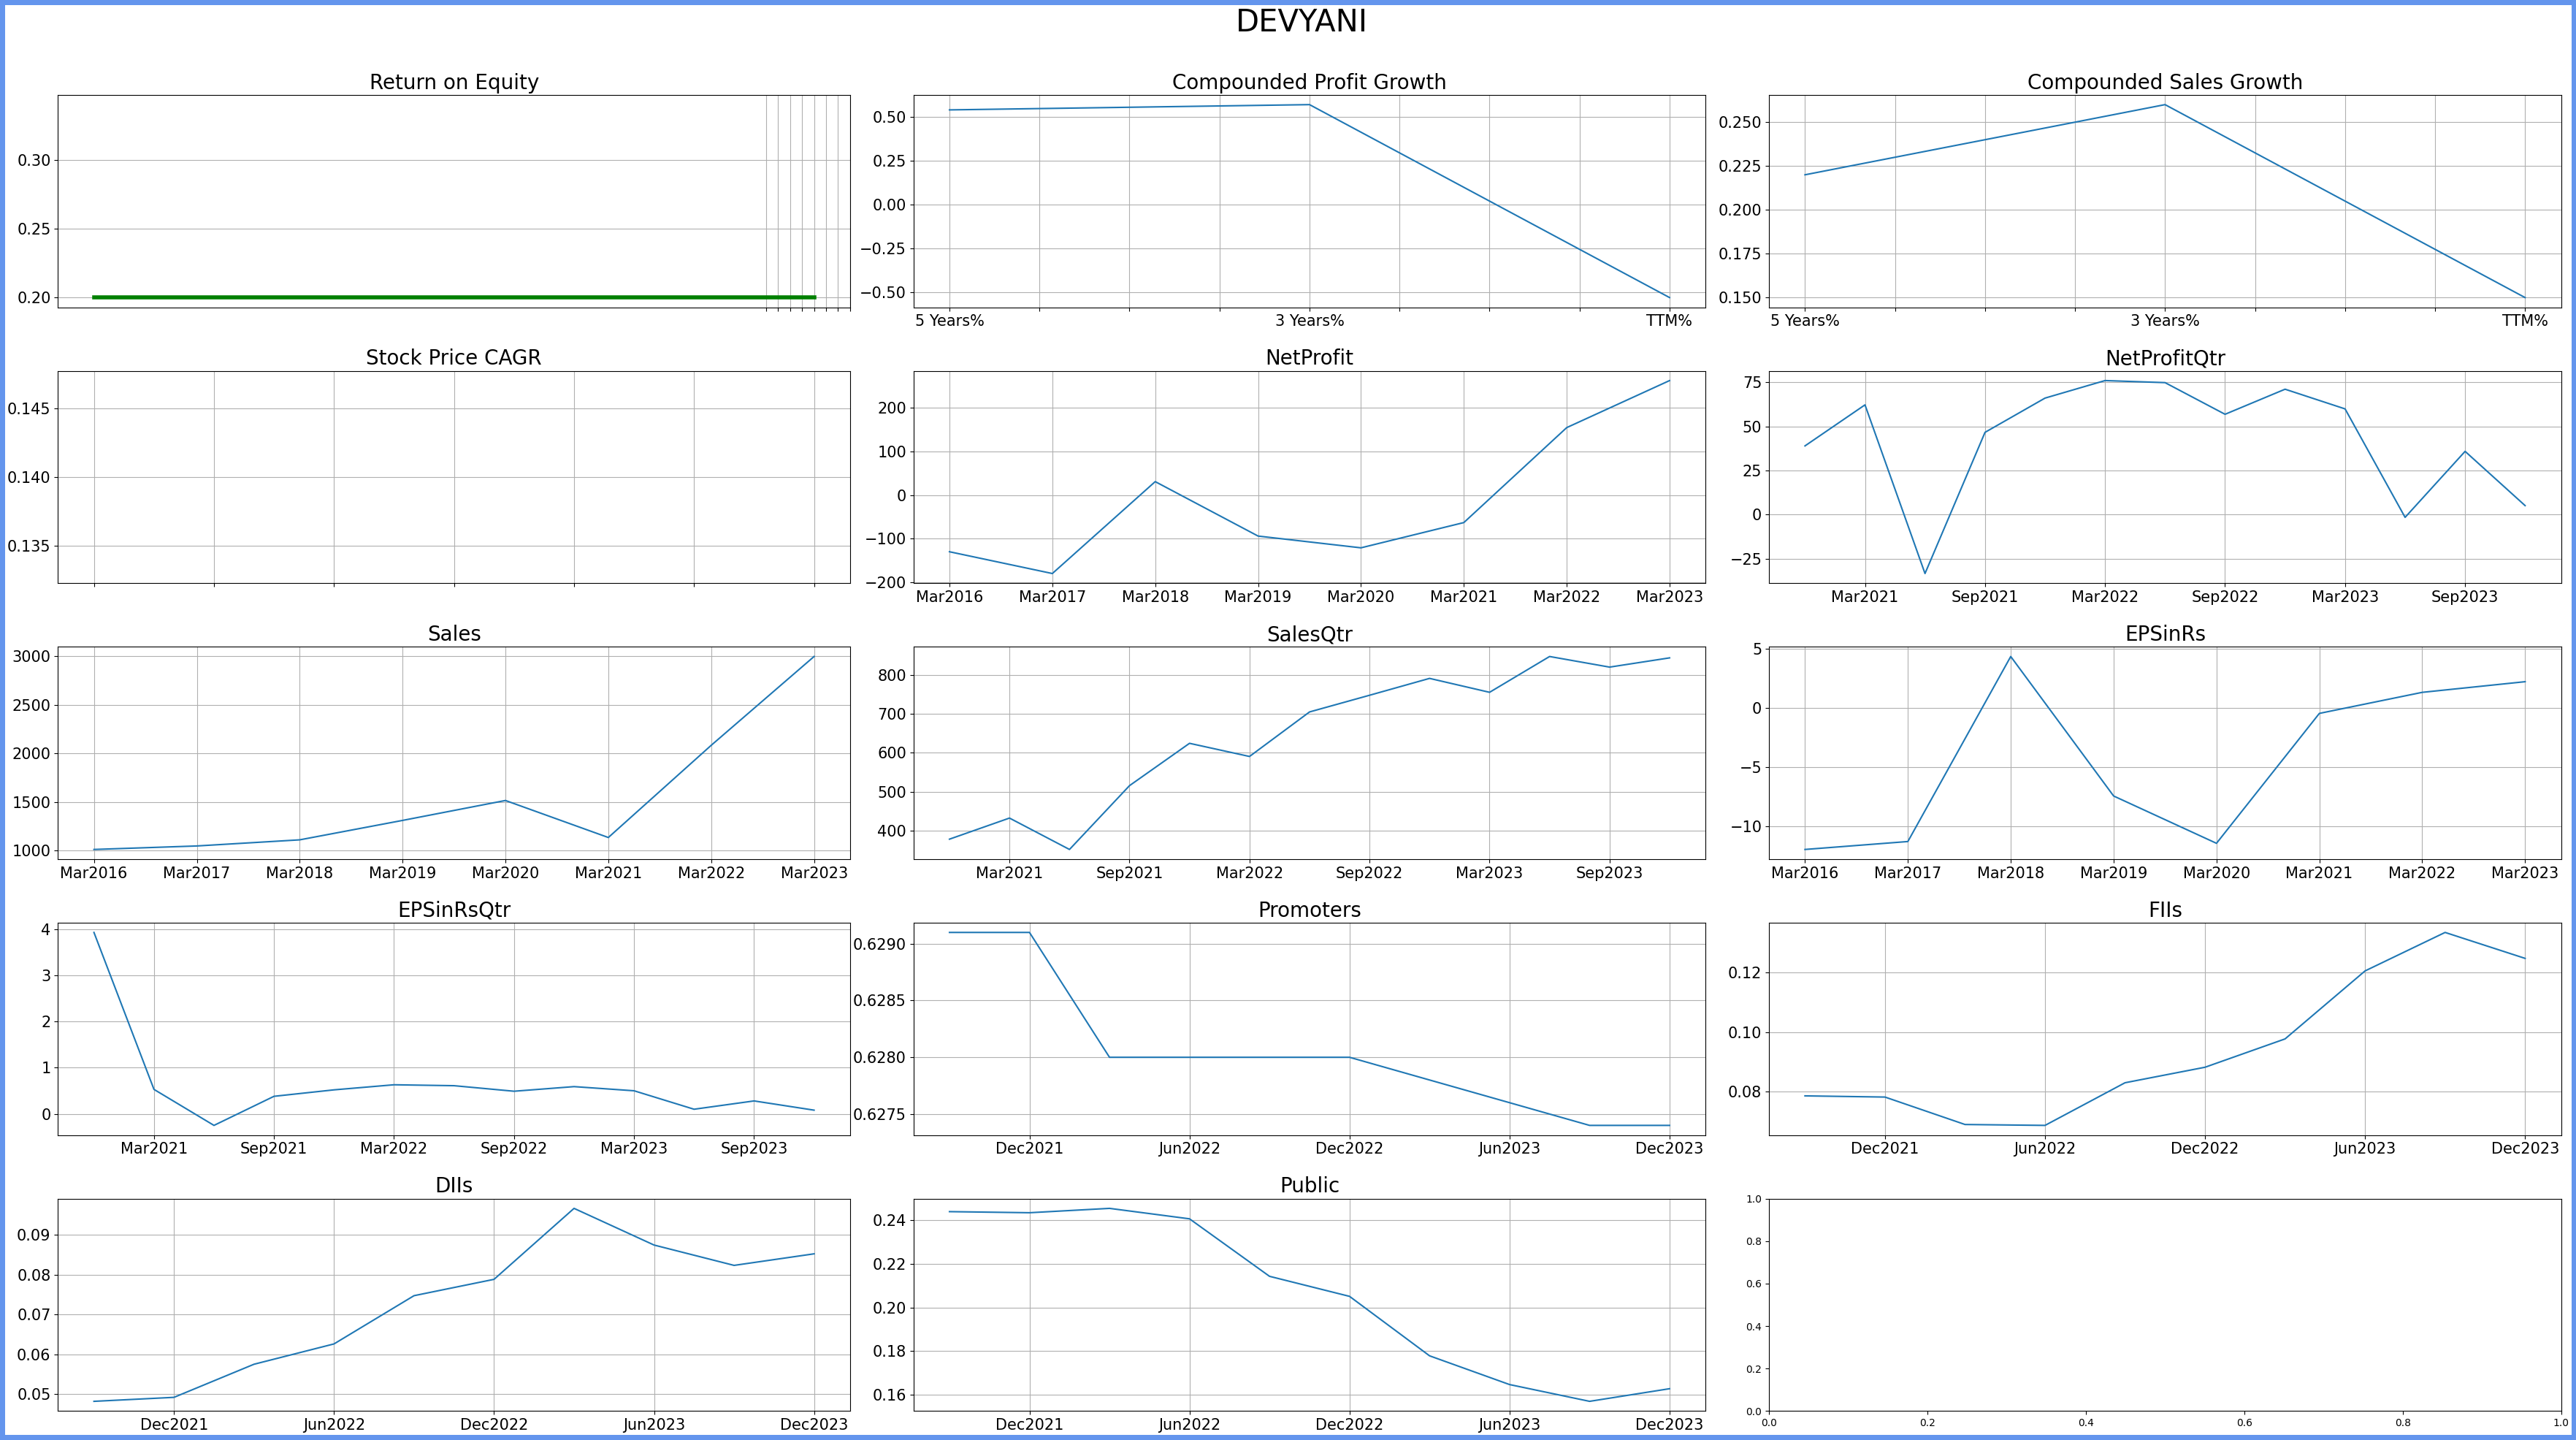 DEVYANI
Return on Equity
0.30
0.25
0.20
Compounded Profit Growth
0.50
0.25
0.00
−0.25
−0.50
5 Years% 3 Years% TTM%
Compounded Sales Growth
0.250
0.225
0.200
0.175
0.150
5 Years% 3 Years% TTM%
Stock Price CAGR
0.145
0.140
0.135
NetProfit
200
100
0
−100
−200
Mar2016 Mar2017 Mar2018 Mar2019 Mar2020 Mar2021 Mar2022 Mar2023
NetProfitQtr
75
50
25
0
−25
Mar2021 Sep2021 Mar2022 Sep2022 Mar2023 Sep2023
Sales
3000
2500
2000
1500
1000
Mar2016 Mar2017 Mar2018 Mar2019 Mar2020 Mar2021 Mar2022 Mar2023
SalesQtr
800
700
600
500
400
Mar2021 Sep2021 Mar2022 Sep2022 Mar2023 Sep2023
EPSinRs
5
0
−5
−10
Mar2016 Mar2017 Mar2018 Mar2019 Mar2020 Mar2021 Mar2022 Mar2023
EPSinRsQtr
4
3
2
1
0
Mar2021 Sep2021 Mar2022 Sep2022 Mar2023 Sep2023
Promoters
0.6290
0.6285
0.6280
0.6275
Dec2021 Jun2022 Dec2022 Jun2023 Dec2023
FIIs
0.12
0.10
0.08
Dec2021 Jun2022 Dec2022 Jun2023 Dec2023
DIIs
0.09
0.08
0.07
0.06
0.05
Dec2021 Jun2022 Dec2022 Jun2023 Dec2023
Public
0.24
0.22
0.20
0.18
0.16
Dec2021 Jun2022 Dec2022 Jun2023 Dec2023
1.0
0.8
0.6
0.4
0.2
0.0
0.0 0.2 0.4 0.6 0.8 1.0